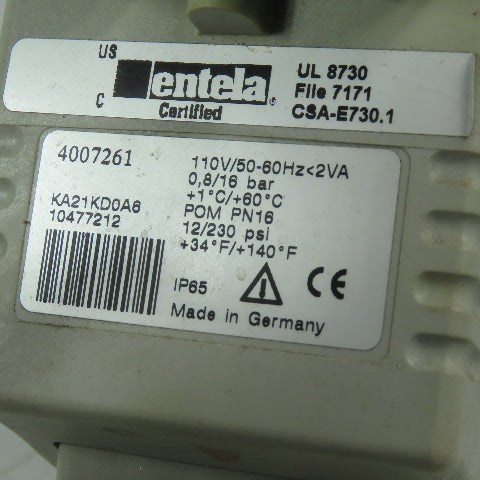 US
C
entela®
Certified
UL 8730
File 7171
CSA-E730.1
4007261
KA21KD0A6
10477212
110V/50-60Hz<2VA
0,8/16 bar
+1°C/+60°C
POM PN16
12/230 psi
+34°F/+140°F
IP65
CE
Made in Germany